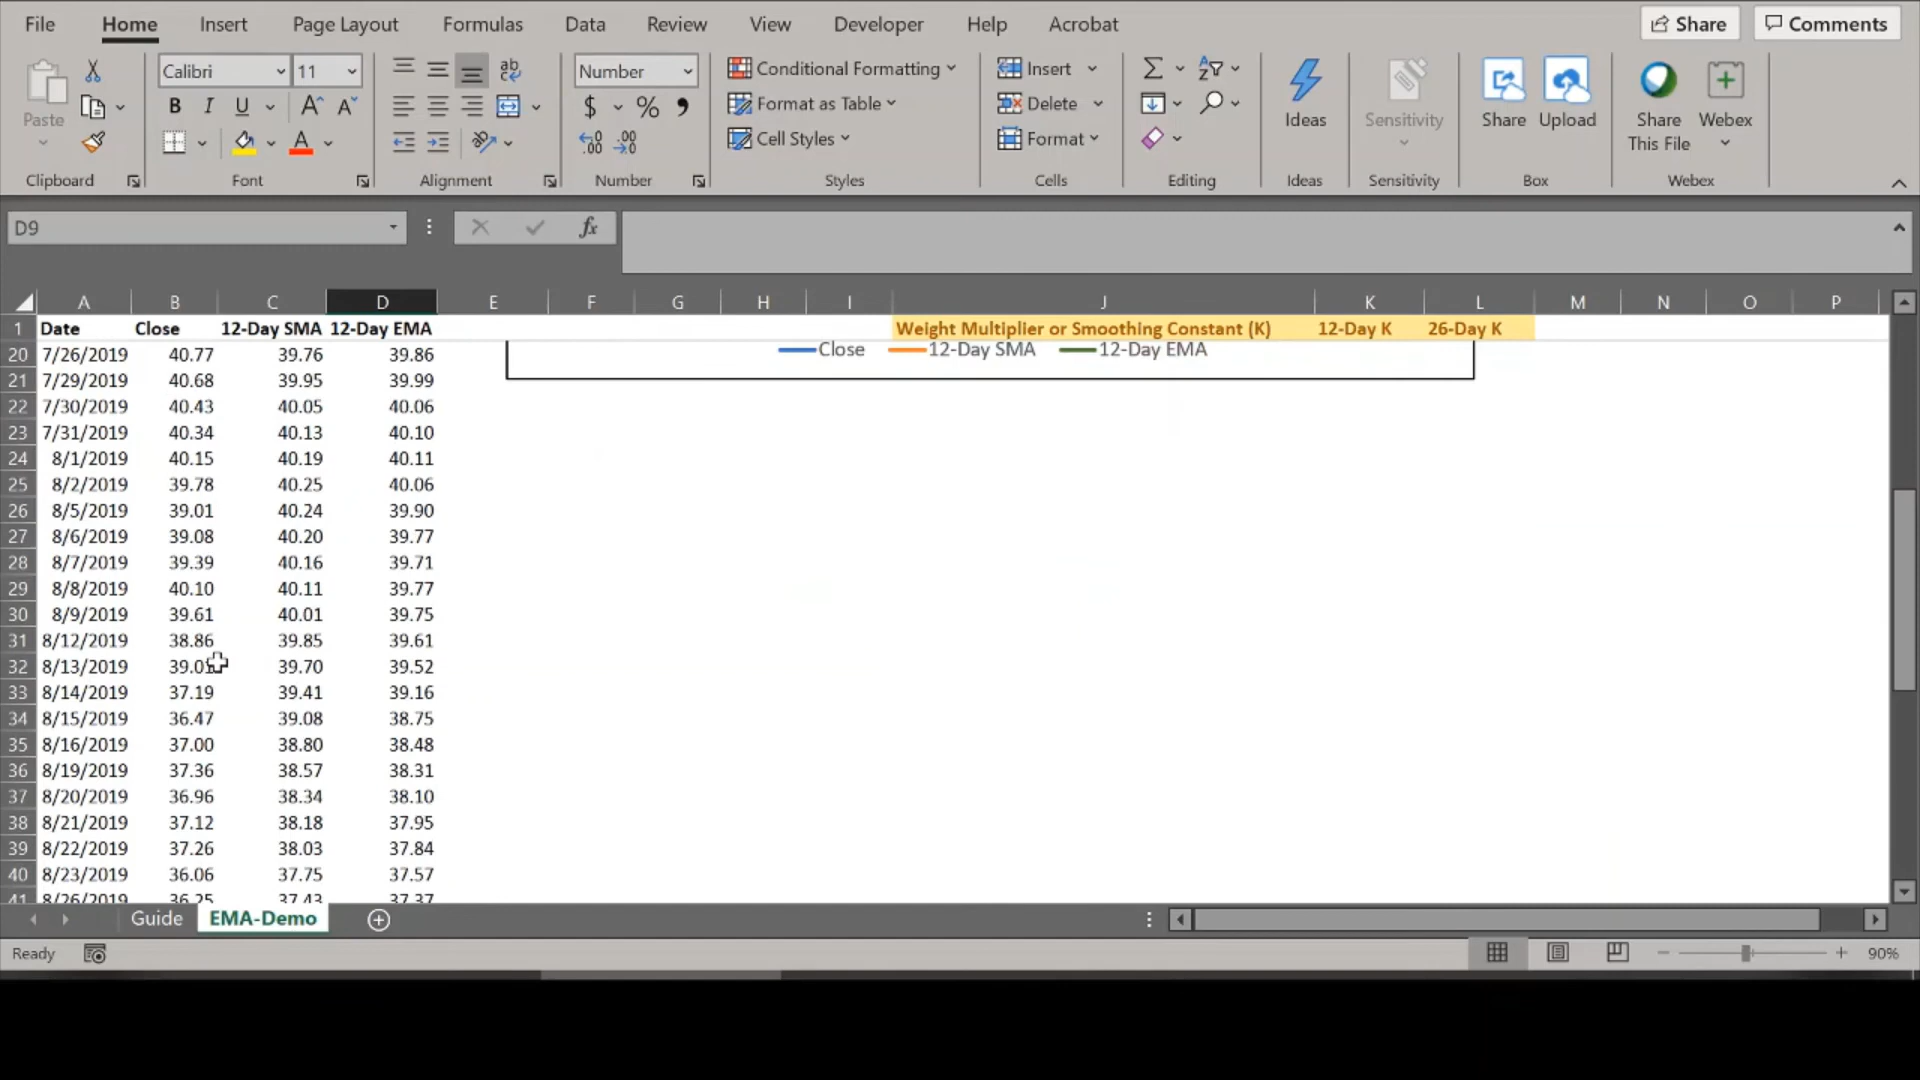 File Home Insert Page Layout Formulas Data Review View Developer Help Acrobat Share Comments
Calibri 11 Number Conditional Formatting Insert
Paste B I U A A $ % Format as Table Delete Ideas Sensitivity Share Upload Share Webex
Cell Styles Format This File
Clipboard Font Alignment Number Styles Cells Editing Ideas Sensitivity Box Webex
D9 fx
A B C D E F G H I J K L M N O P
1 Date Close 12-Day SMA 12-Day EMA Weight Multiplier or Smoothing Constant (K) 12-Day K 26-Day K
20 7/26/2019 40.77 39.76 39.86 Close 12-Day SMA 12-Day EMA
21 7/29/2019 40.68 39.95 39.99
22 7/30/2019 40.43 40.05 40.06
23 7/31/2019 40.34 40.13 40.10
24 8/1/2019 40.15 40.19 40.11
25 8/2/2019 39.78 40.25 40.06
26 8/5/2019 39.01 40.24 39.90
27 8/6/2019 39.08 40.20 39.77
28 8/7/2019 39.39 40.16 39.71
29 8/8/2019 40.10 40.11 39.77
30 8/9/2019 39.61 40.01 39.75
31 8/12/2019 38.86 39.85 39.61
32 8/13/2019 39.70 39.52
33 8/14/2019 37.19 39.41 39.16
34 8/15/2019 36.47 39.08 38.75
35 8/16/2019 37.00 38.80 38.48
36 8/19/2019 37.36 38.57 38.31
37 8/20/2019 36.96 38.34 38.10
38 8/21/2019 37.12 38.18 37.95
39 8/22/2019 37.26 38.03 37.84
40 8/23/2019 36.06 37.75 37.57
41 8/26/2019 36.25 37.43 37.37
Guide EMA-Demo
Ready 90%